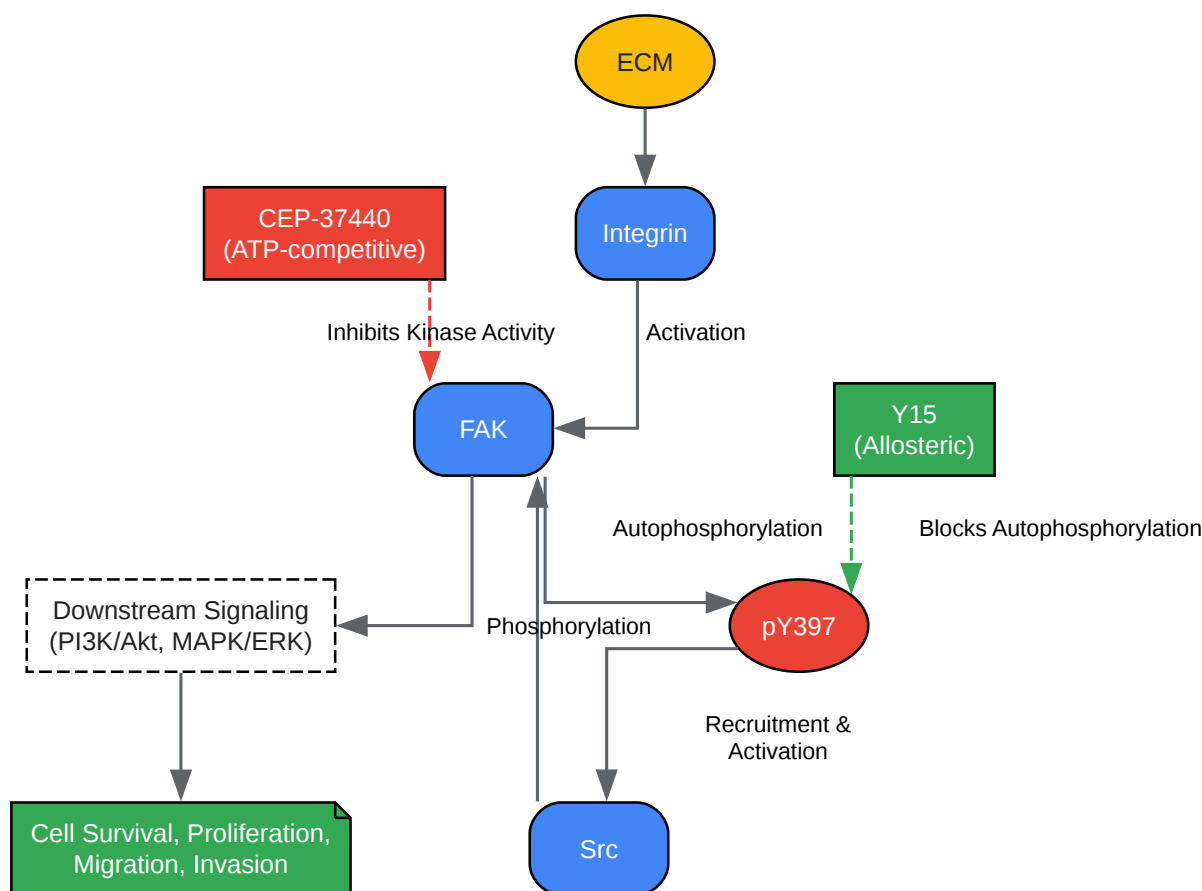 ECM
CEP-37440
(ATP-competitive)
Integrin
Inhibits Kinase Activity
Activation
FAK
Y15
(Allosteric)
Autophosphorylation
Blocks Autophosphorylation
Downstream Signaling
(PI3K/Akt, MAPK/ERK)
Phosphorylation
pY397
Recruitment &
Activation
Cell Survival, Proliferation,
Migration, Invasion
Src